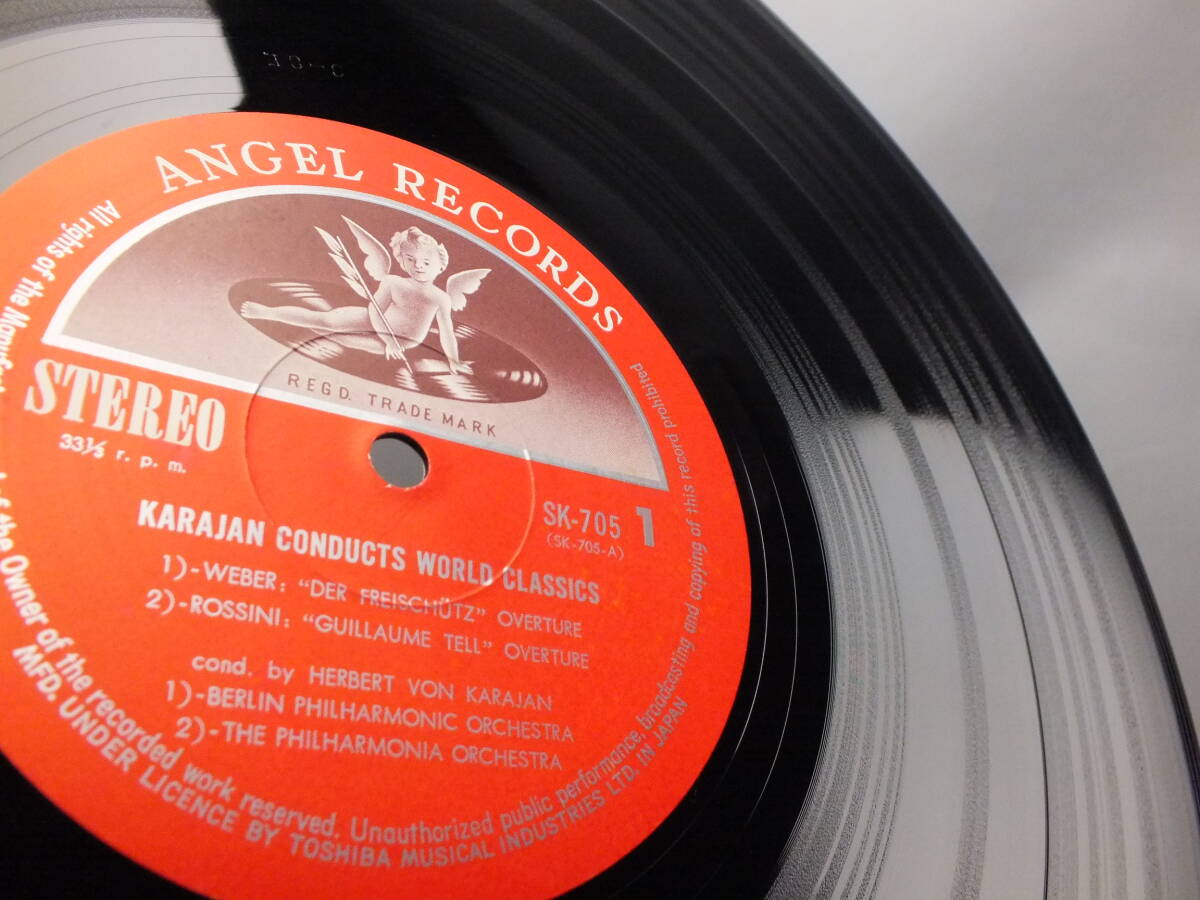 ANGEL RECORDS
REGD. TRADE MARK
STEREO
33⅓ r. p. m.
SK-705 1
(SK-705-A)
KARAJAN CONDUCTS WORLD CLASSICS
1)-WEBER: "DER FREISCHÜTZ" OVERTURE
2)-ROSSINI: "GUILLAUME TELL" OVERTURE
cond. by HERBERT VON KARAJAN
1)-BERLIN PHILHARMONIC ORCHESTRA
2)-THE PHILHARMONIA ORCHESTRA
All rights of the
of the Owner of the recorded work reserved. Unauthorized public performance, broadcasting and copying of this record prohibited
MFD. UNDER LICENCE BY TOSHIBA MUSICAL INDUSTRIES LTD. IN JAPAN